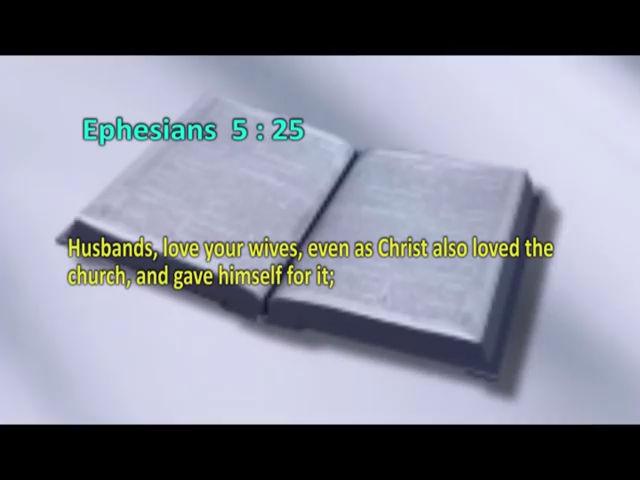 Ephesians 5 : 25
Husbands, love your wives, even as Christ also loved the
church, and gave himself for it;